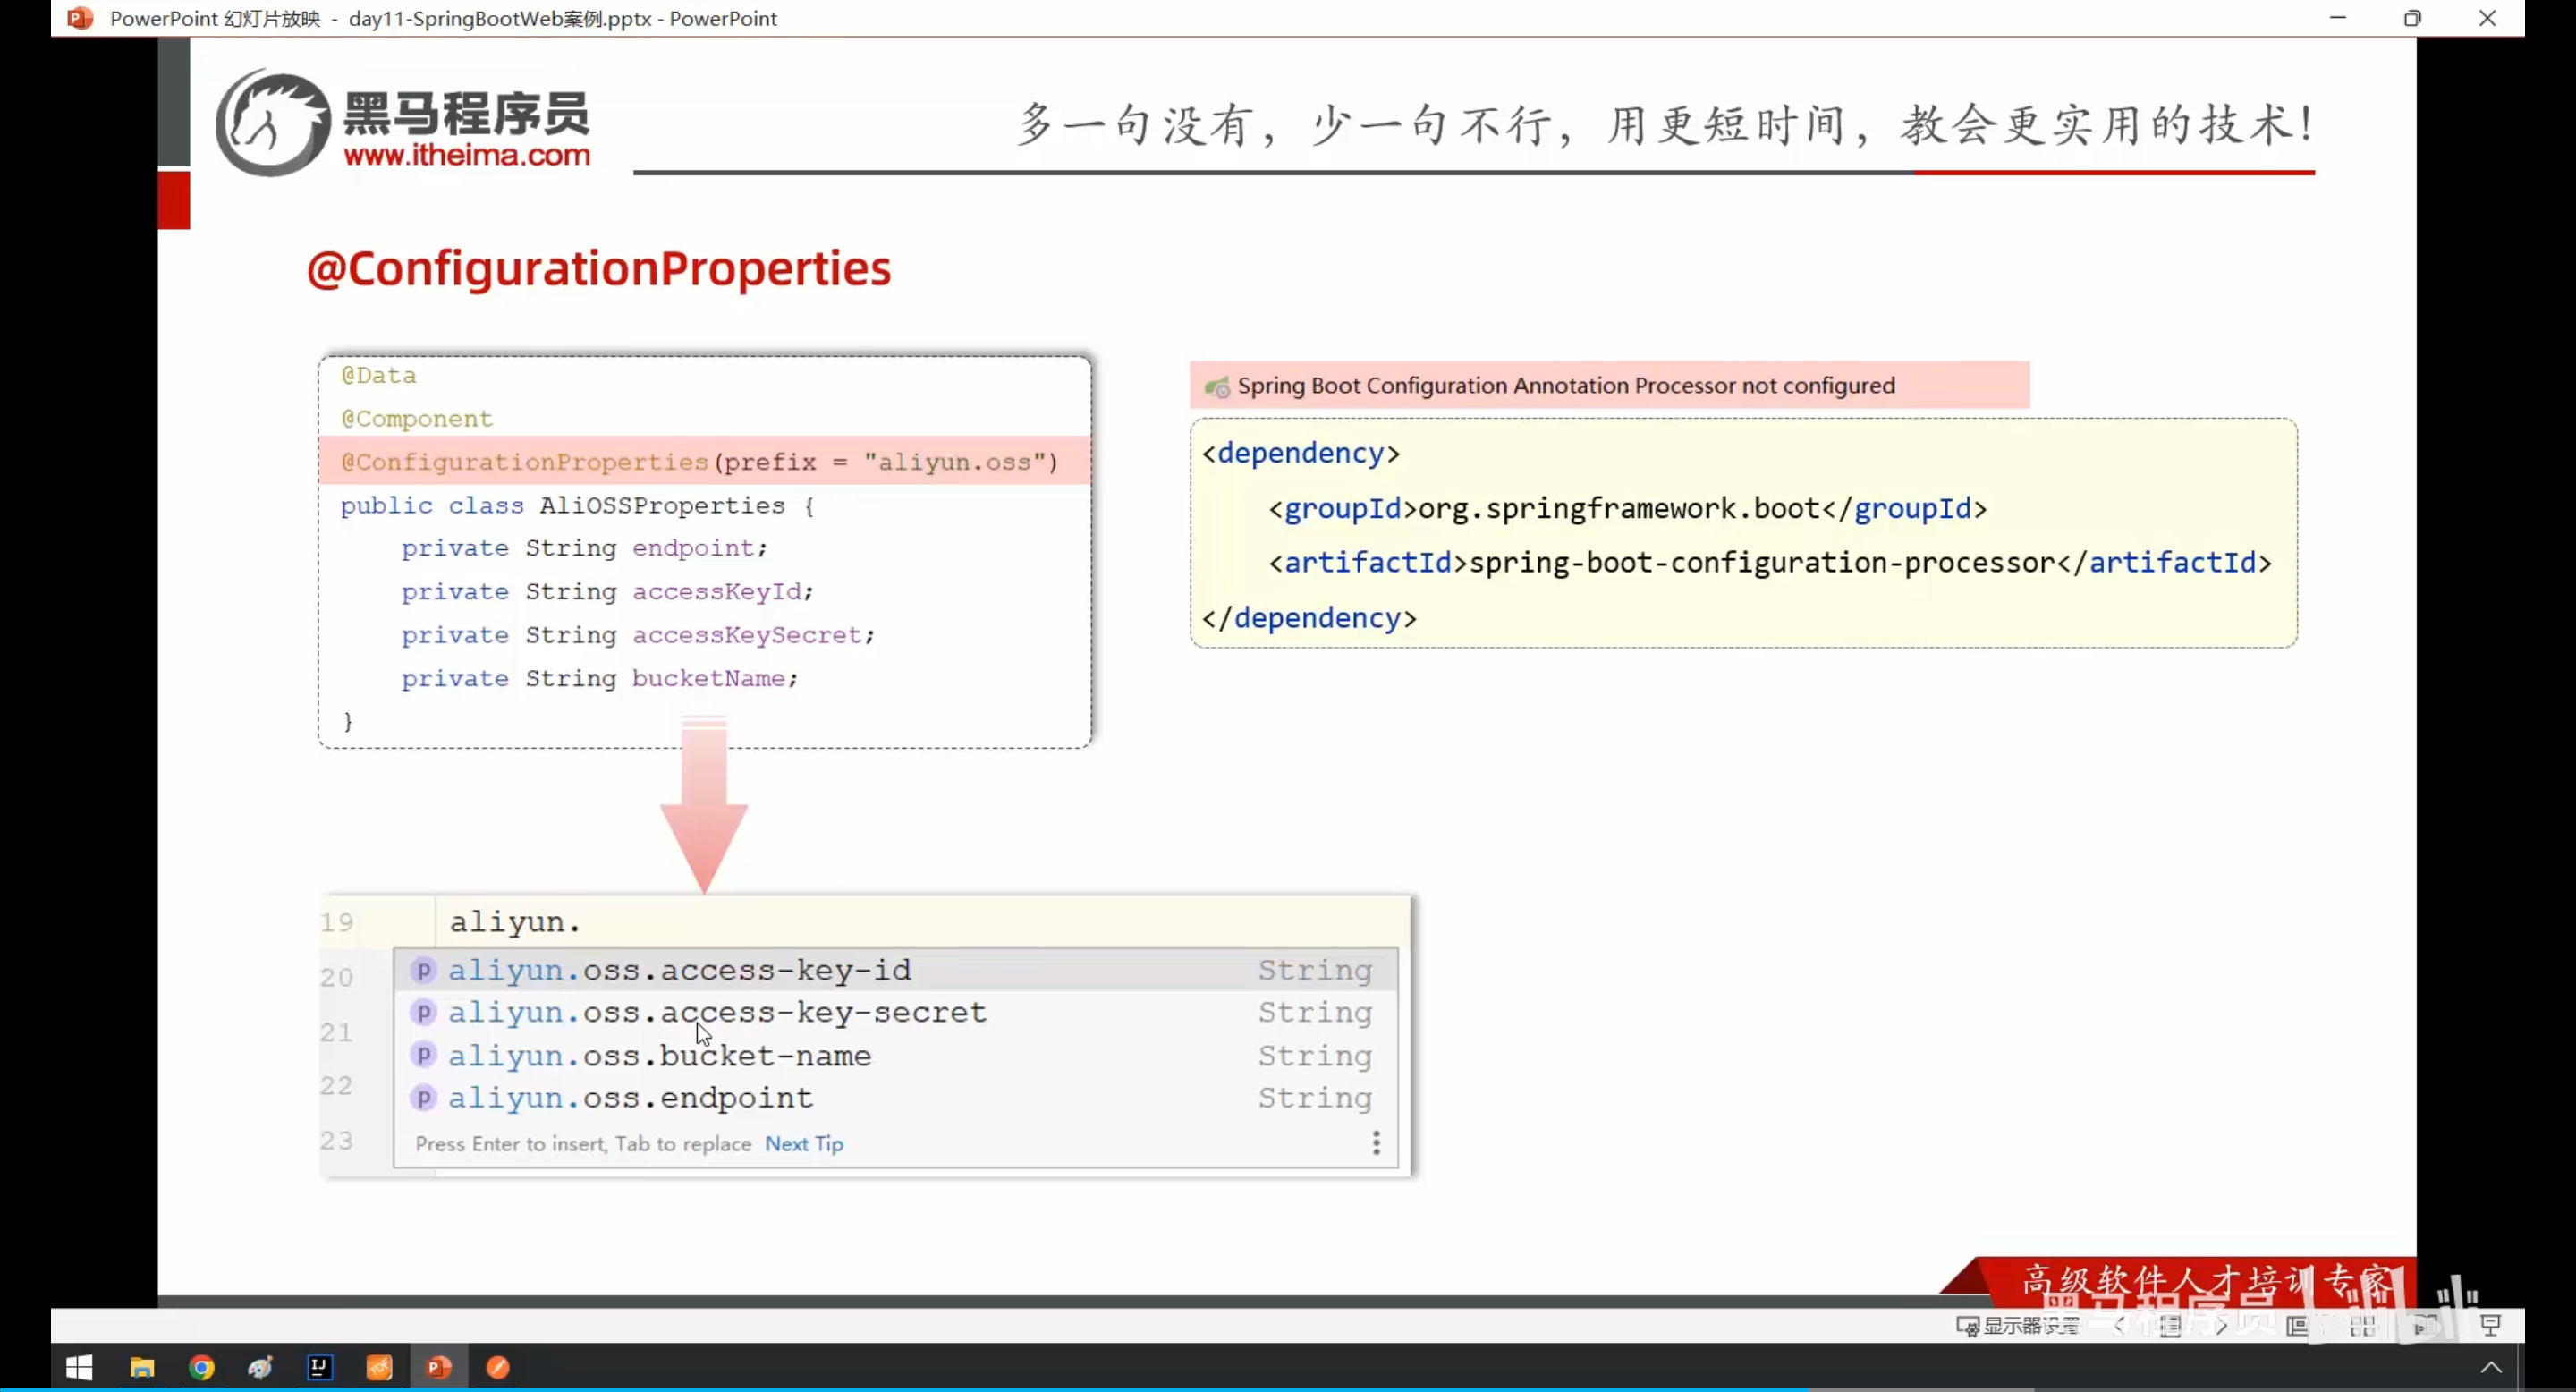 PowerPoint 幻灯片放映 - day11-SpringBootWeb案例.pptx - PowerPoint
黑马程序员
www.itheima.com
多一句没有，少一句不行，用更短时间，教会更实用的技术！
@ConfigurationProperties
@Data
@Component
@ConfigurationProperties(prefix = "aliyun.oss")
public class AliOSSProperties {
private String endpoint;
private String accessKeyId;
private String accessKeySecret;
private String bucketName;
}
Spring Boot Configuration Annotation Processor not configured
<dependency>
<groupId>org.springframework.boot</groupId>
<artifactId>spring-boot-configuration-processor</artifactId>
</dependency>
19 aliyun.
20 aliyun.oss.access-key-id String
21 aliyun.oss.access-key-secret String
aliyun.oss.bucket-name String
22 aliyun.oss.endpoint String
23 Press Enter to insert, Tab to replace Next Tip
高级软件人才培训专家
黑马程序员
显示器设置